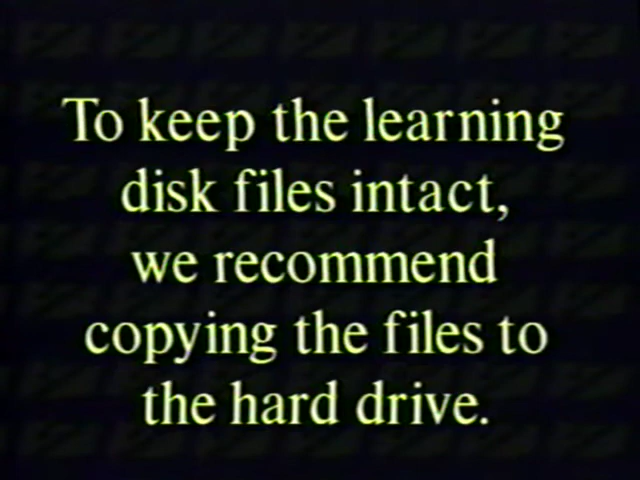 To keep the learning
disk files intact,
we recommend
copying the files to
the hard drive.